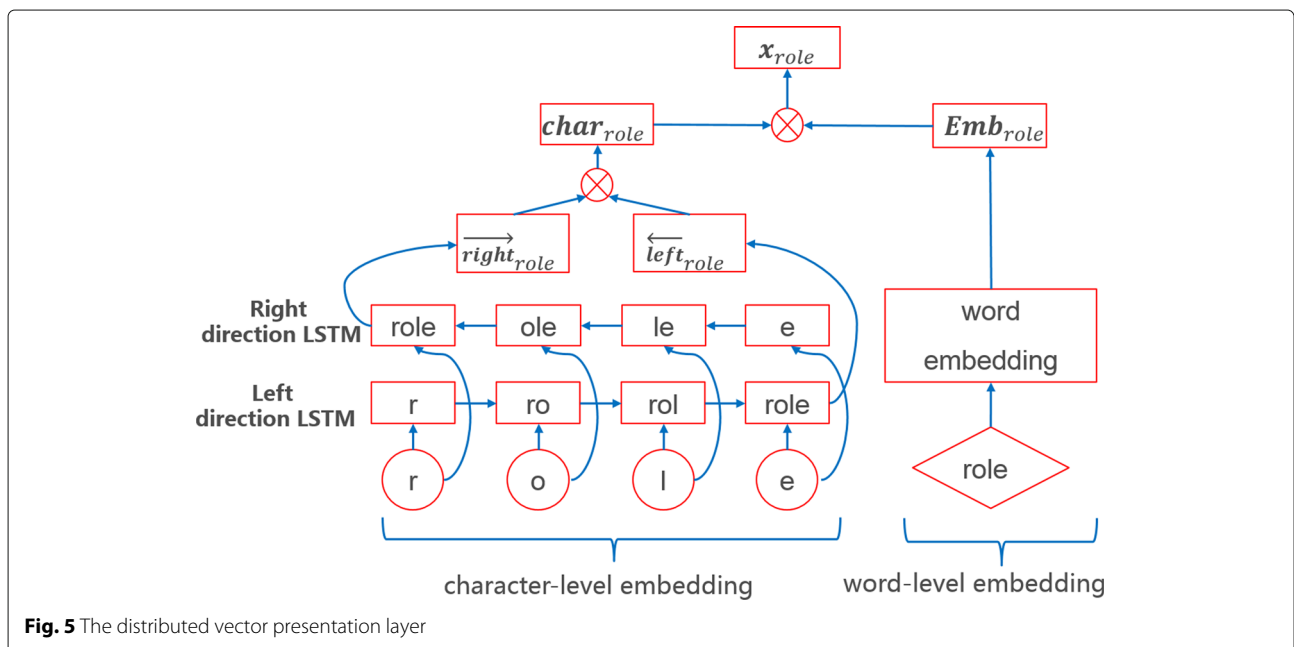 x_role
char_role
Emb_role
right_role
left_role
Right
direction LSTM
role ole le e
word
embedding
Left
direction LSTM
r ro rol role
r o l e
role
character-level embedding
word-level embedding
Fig. 5 The distributed vector presentation layer